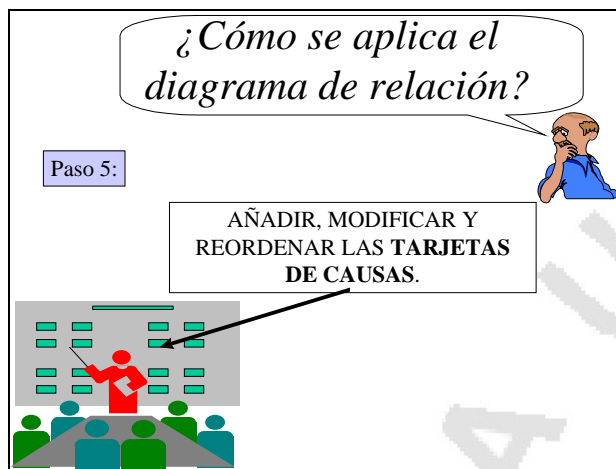 ¿Cómo se aplica el
diagrama de relación?
Paso 5:
AÑADIR, MODIFICAR Y
REORDENAR LAS TARJETAS
DE CAUSAS.